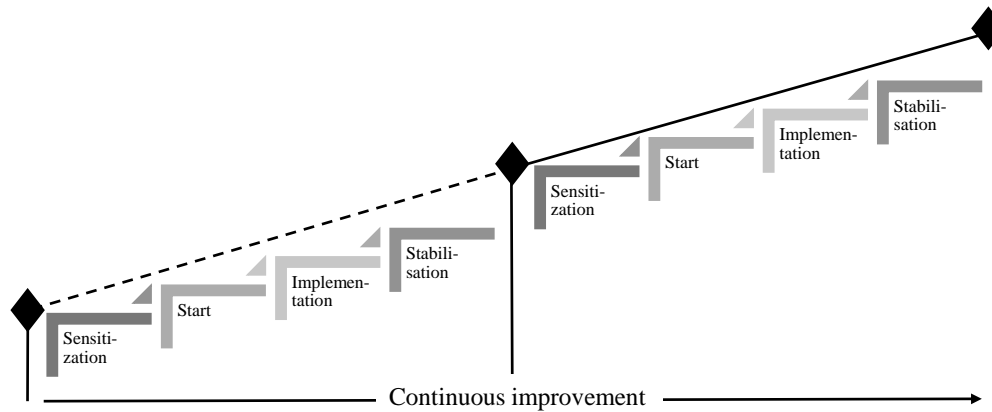 Stabili-
sation
Implemen-
tation
Start
Sensiti-
zation
Stabili-
sation
Implemen-
tation
Start
Sensiti-
zation
Continuous improvement